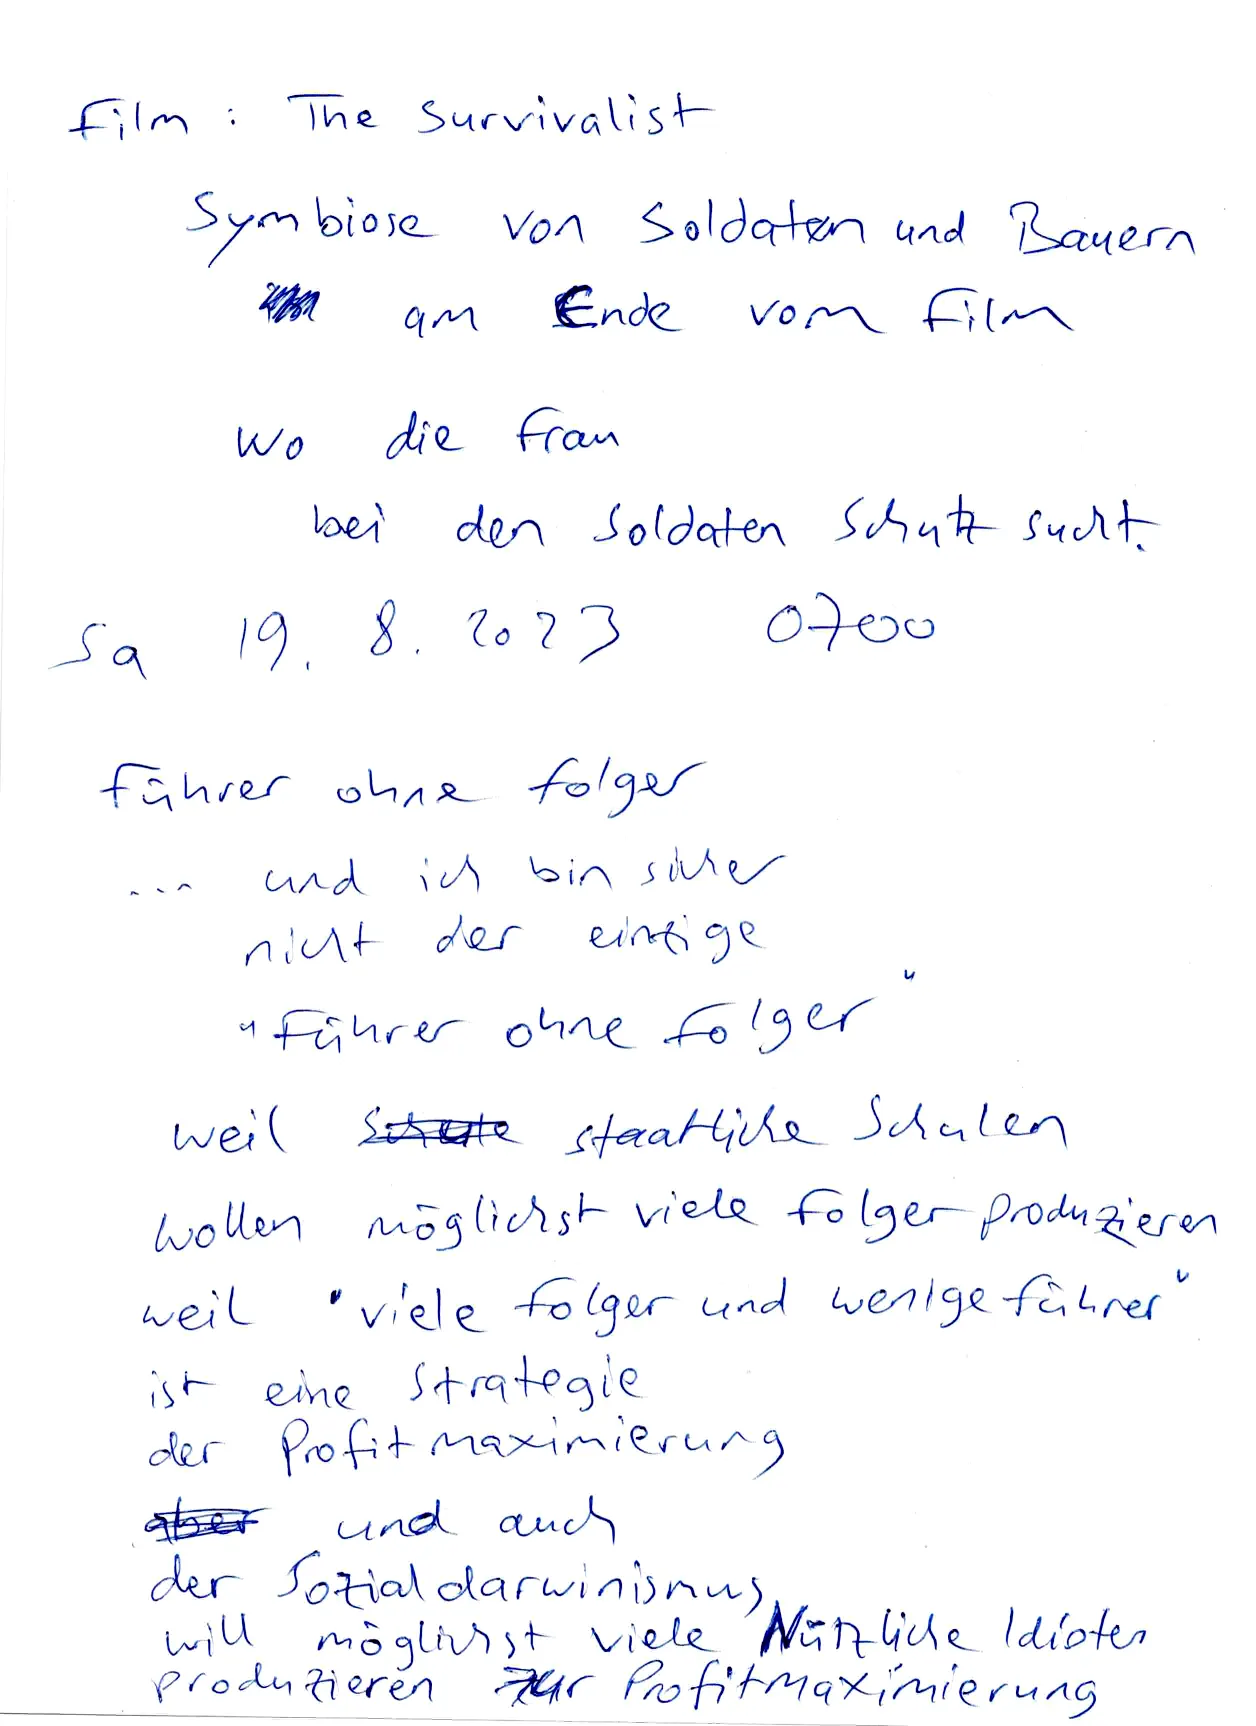 Film: The Survivalist
Symbiose von Soldaten und Bauern
am Ende vom Film
wo die Frau
bei den Soldaten Schutz sucht.
Sa 19. 8. 2023 0700
Führer ohne Folger
... und ich bin sicher
nicht der einzige
"Führer ohne Folger"
weil staatliche Schulen
wollen möglichst viele Folger produzieren
weil "viele Folger und wenige Führer"
ist eine Strategie
der Profitmaximierung
aber und auch
der Sozialdarwinismus
will möglichst viele Nützliche Idioten
produzieren zur Profitmaximierung